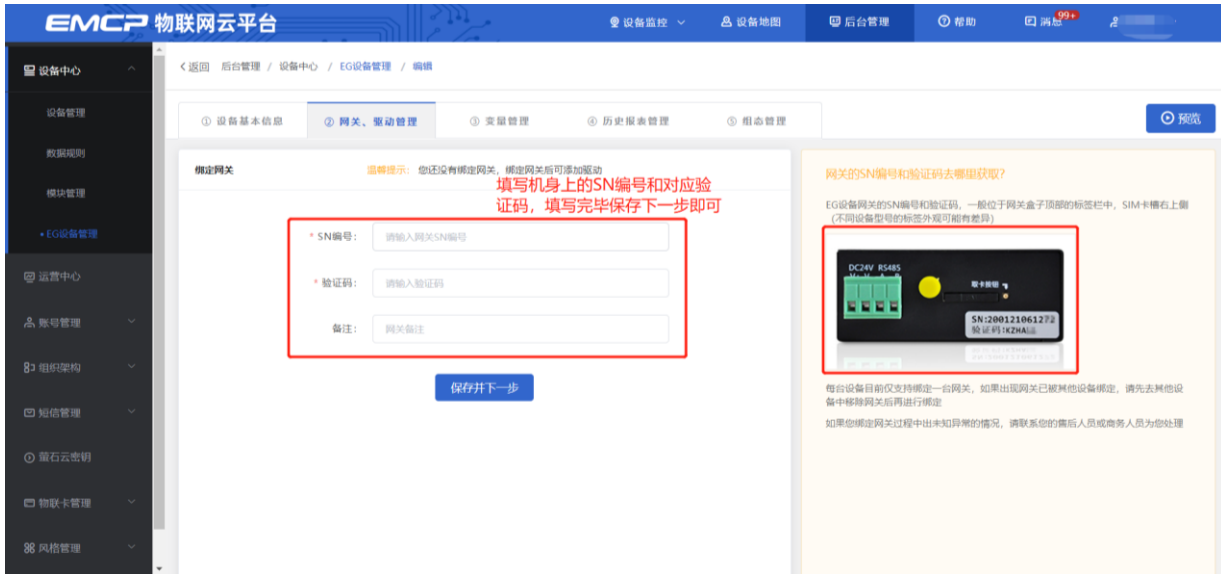 EMCP 物联网云平台
设备监控
设备地图
后台管理
帮助
消息
99+
设备中心
设备管理
数据规则
模块管理
•EG设备管理
运营中心
账号管理
组织架构
短信管理
萤石云密钥
物联卡管理
风格管理
<返回 后台管理 / 设备中心 / EG设备管理 / 编辑
① 设备基本信息
② 网关、驱动管理
③ 变量管理
④ 历史报表管理
⑤ 组态管理
预览
绑定网关
温馨提示: 您还没有绑定网关，绑定网关后可添加驱动
填写机身上的SN编号和对应验
证码，填写完毕保存下一步即可
* SN编号: 请输入网关SN编号
* 验证码: 请输入验证码
备注: 网关备注
保存并下一步
网关的SN编号和验证码去哪里获取?
EG设备网关的SN编号和验证码，一般位于网关盒子顶部的标签栏中，SIM卡槽右上侧
（不同设备型号的标签外观可能有差异）
DC24V RS485
V+ V- A B
取卡按钮
SN:200121061272
验证码:KZHA
每台设备目前仅支持绑定一台网关，如果出现网关已被其他设备绑定，请先去其他设
备中移除网关后再进行绑定
如果您绑定网关过程中出未知异常的情况，请联系您的售后人员或商务人员为您处理